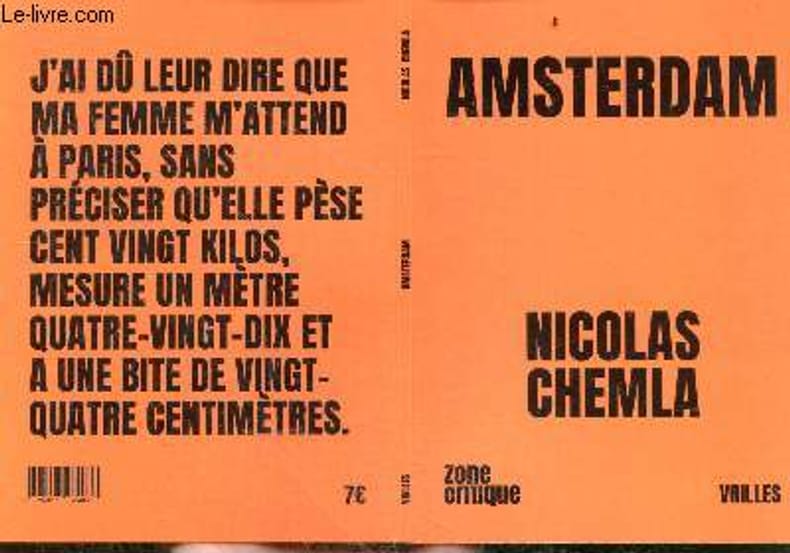 Le-livre.com
J'AI DÛ LEUR DIRE QUE
MA FEMME M'ATTEND
À PARIS, SANS
PRÉCISER QU'ELLE PÈSE
CENT VINGT KILOS,
MESURE UN MÈTRE
QUATRE-VINGT-DIX ET
A UNE BITE DE VINGT-
QUATRE CENTIMÈTRES.
7€
NICOLAS CHEMLA
AMSTERDAM
VRILLES
AMSTERDAM
NICOLAS
CHEMLA
zone
critique
VRILLES